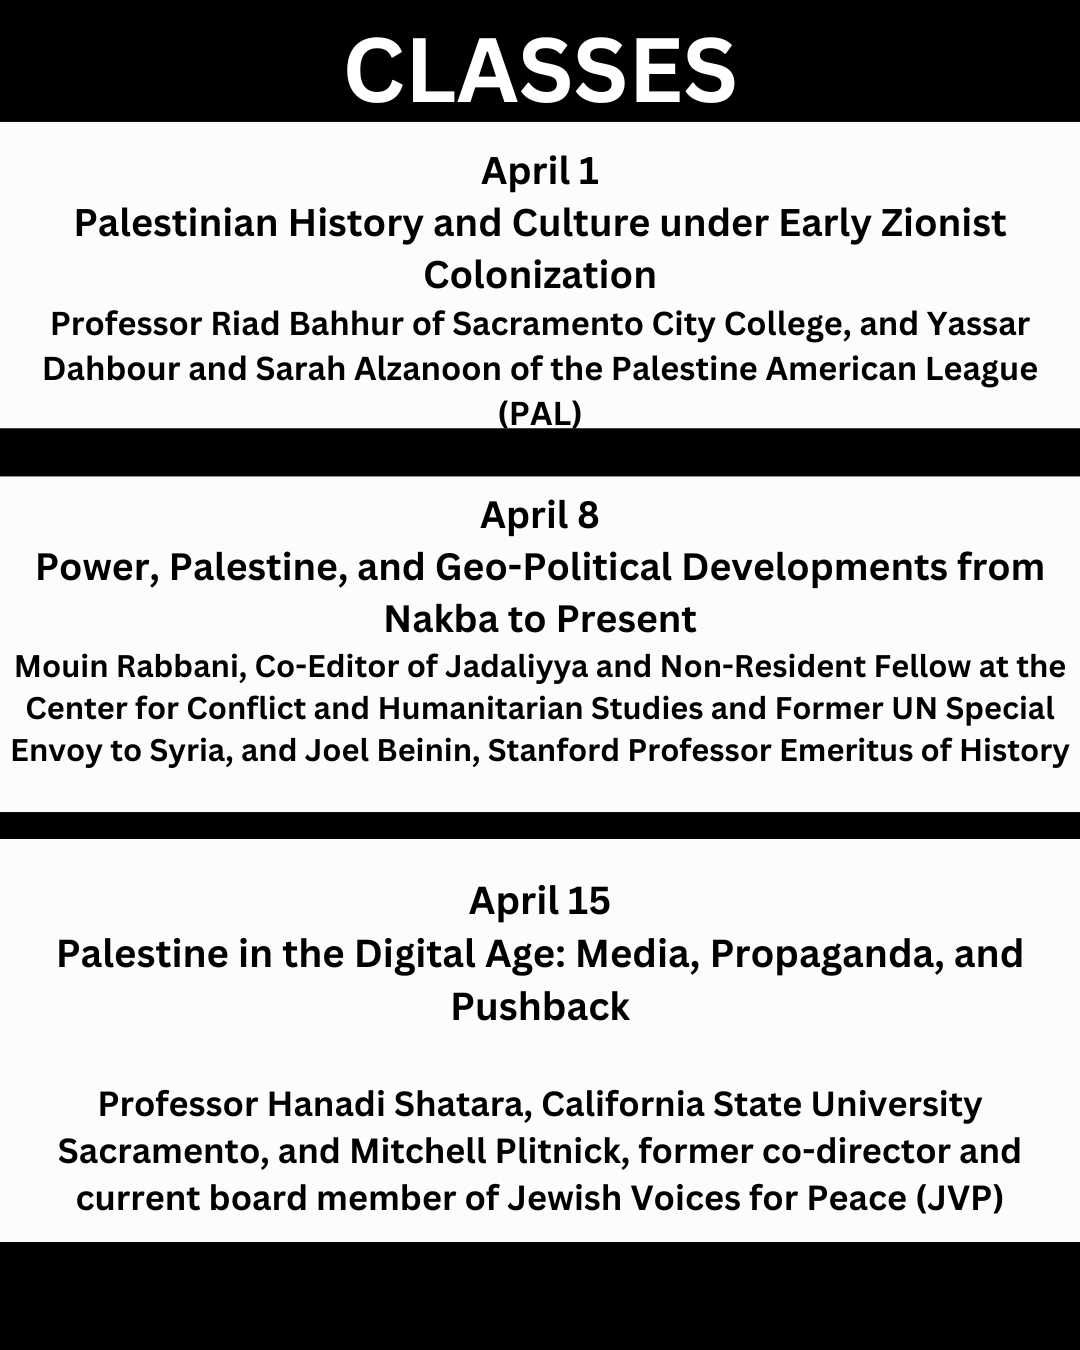 CLASSES
April 1
Palestinian History and Culture under Early Zionist
Colonization
Professor Riad Bahhur of Sacramento City College, and Yassar
Dahbour and Sarah Alzanoon of the Palestine American League
(PAL)
April 8
Power, Palestine, and Geo-Political Developments from
Nakba to Present
Mouin Rabbani, Co-Editor of Jadaliyya and Non-Resident Fellow at the
Center for Conflict and Humanitarian Studies and Former UN Special
Envoy to Syria, and Joel Beinin, Stanford Professor Emeritus of History
April 15
Palestine in the Digital Age: Media, Propaganda, and
Pushback
Professor Hanadi Shatara, California State University
Sacramento, and Mitchell Plitnick, former co-director and
current board member of Jewish Voices for Peace (JVP)